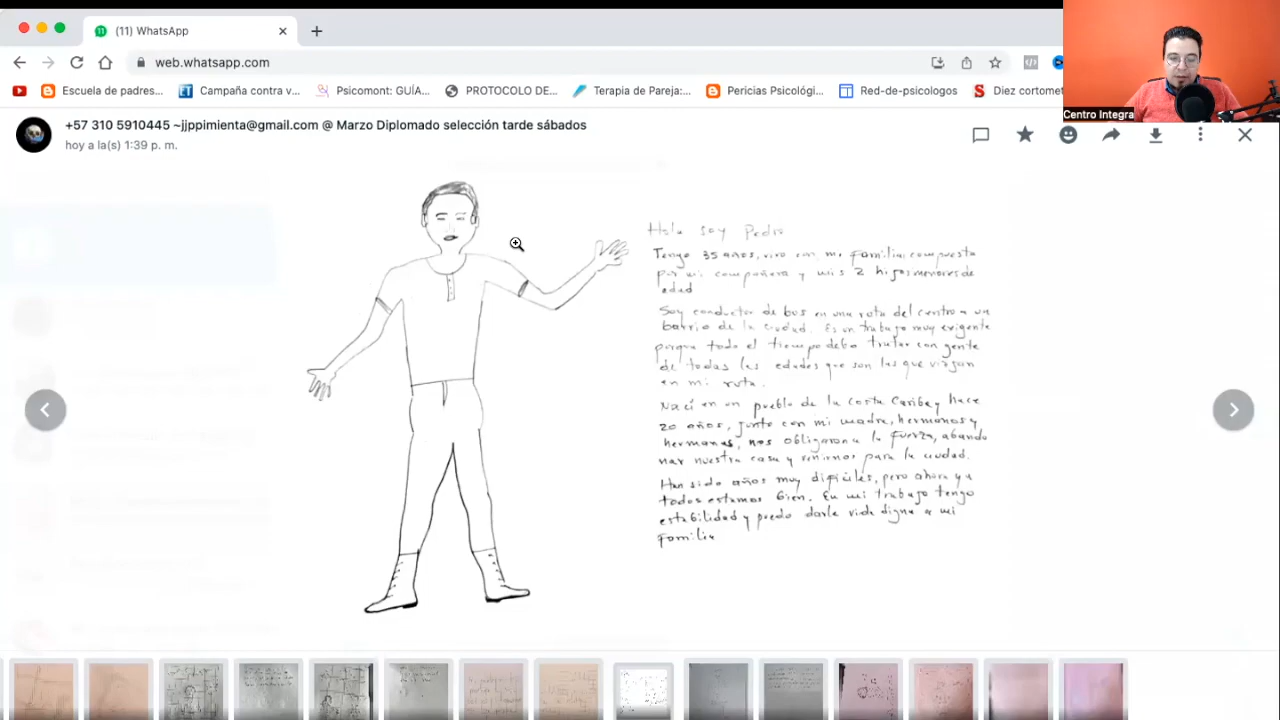 (11) WhatsApp
web.whatsapp.com
Escuela de padres...
Campaña contra v...
Psicomont: GUÍA...
PROTOCOLO DE...
Terapia de Pareja:...
Pericias Psicológi...
Red-de-psicologos
Diez cortomet
Centro Integra
+57 310 5910445 ~jjppimienta@gmail.com @ Marzo Diplomado selección tarde sábados
hoy a la(s) 1:39 p. m.
Hola soy Pedro
Tengo 35 años, vivo con mi familia compuesta
por mi compañera y mis 2 hijos menores de
edad
Soy conductor de bus en una ruta del centro a un
barrio de la ciudad. Es un trabajo muy exigente
porque todo el tiempo debo tratar con gente
de todas las edades que son las que viajan
en mi ruta.
Nací en un pueblo de la costa Caribe y hace
20 años, junto con mi madre, hermanos y
hermanas, nos obligaron a la fuerza, abando
nar nuestra casa y venirnos para la ciudad.
Han sido años muy difíciles, pero ahora ya
todos estamos bien. En mi trabajo tengo
estabilidad y puedo darle vida digna a mi
familia